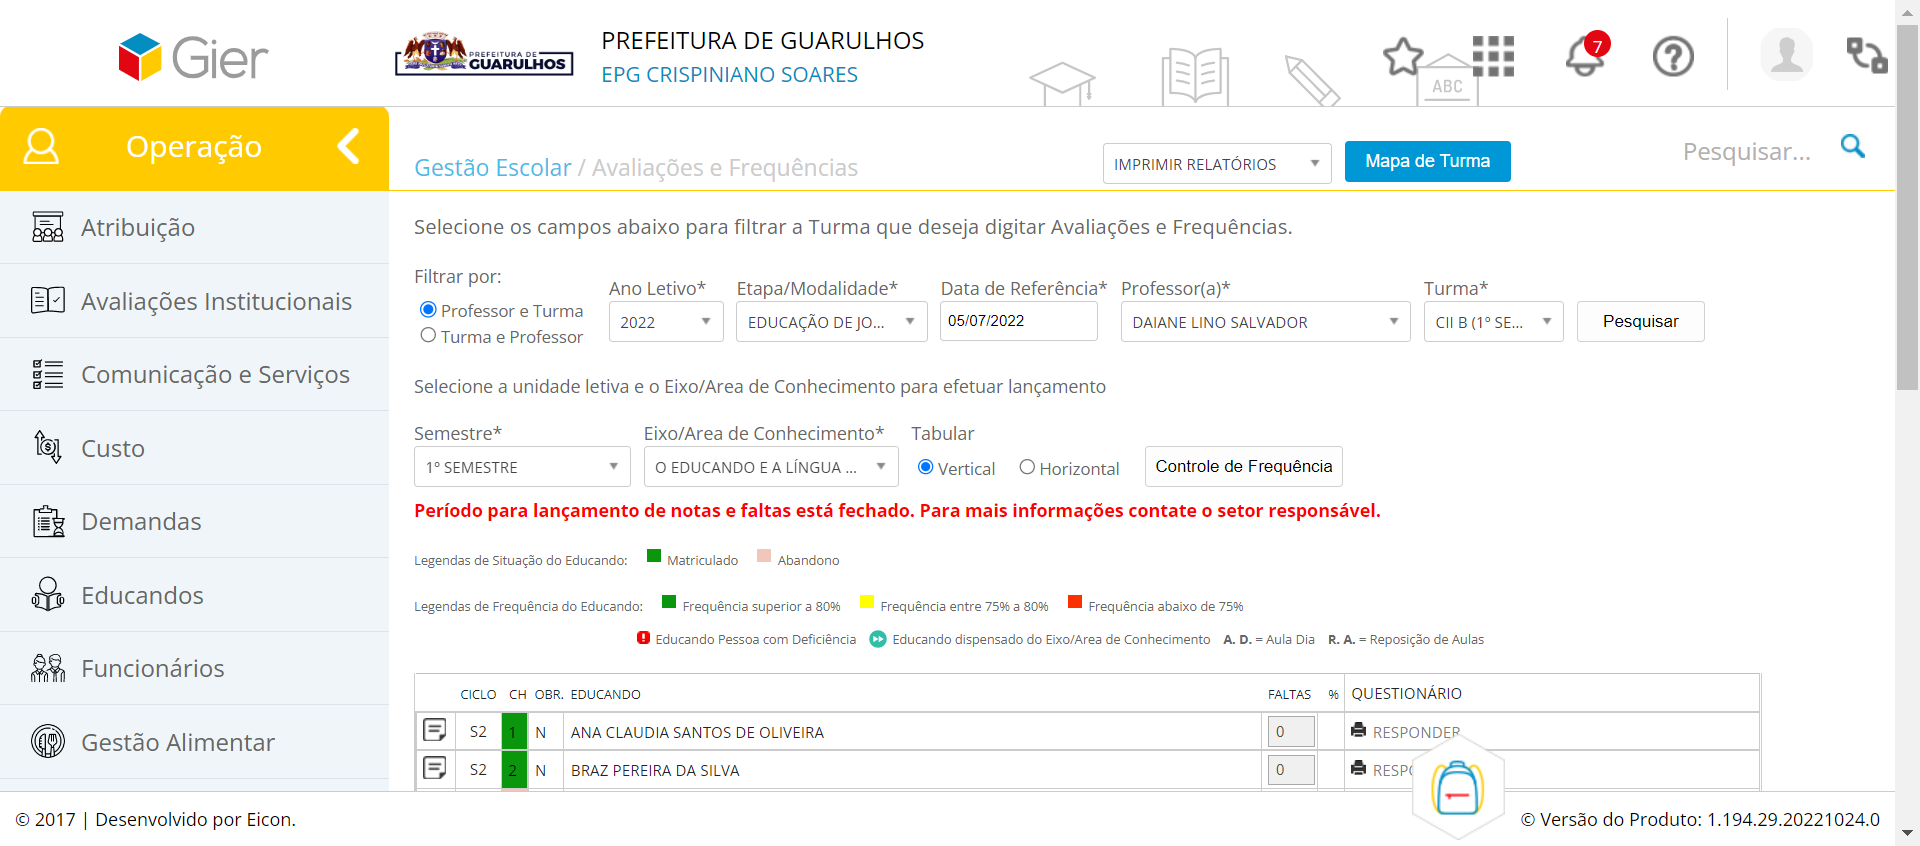 Gier
PREFEITURA DE
GUARULHOS
PREFEITURA DE GUARULHOS
EPG CRISPINIANO SOARES
ABC
7
Operação
Atribuição
Avaliações Institucionais
Comunicação e Serviços
Custo
Demandas
Educandos
Funcionários
Gestão Alimentar
Gestão Escolar / Avaliações e Frequências
IMPRIMIR RELATÓRIOS
Mapa de Turma
Pesquisar...
Selecione os campos abaixo para filtrar a Turma que deseja digitar Avaliações e Frequências.
Filtrar por:
Professor e Turma
Turma e Professor
Ano Letivo* Etapa/Modalidade* Data de Referência* Professor(a)* Turma*
2022 EDUCAÇÃO DE JO... 05/07/2022 DAIANE LINO SALVADOR CII B (1º SE... Pesquisar
Selecione a unidade letiva e o Eixo/Area de Conhecimento para efetuar lançamento
Semestre* Eixo/Area de Conhecimento* Tabular
1º SEMESTRE O EDUCANDO E A LÍNGUA ... Vertical Horizontal Controle de Frequência
Período para lançamento de notas e faltas está fechado. Para mais informações contate o setor responsável.
Legendas de Situação do Educando: Matriculado Abandono
Legendas de Frequência do Educando: Frequência superior a 80% Frequência entre 75% a 80% Frequência abaixo de 75%
Educando Pessoa com Deficiência Educando dispensado do Eixo/Area de Conhecimento A. D. = Aula Dia R. A. = Reposição de Aulas
CICLO CH OBR. EDUCANDO FALTAS % QUESTIONÁRIO
S2 1 N ANA CLAUDIA SANTOS DE OLIVEIRA 0 RESPONDER
S2 2 N BRAZ PEREIRA DA SILVA 0
© 2017 | Desenvolvido por Eicon.
© Versão do Produto: 1.194.29.20221024.0